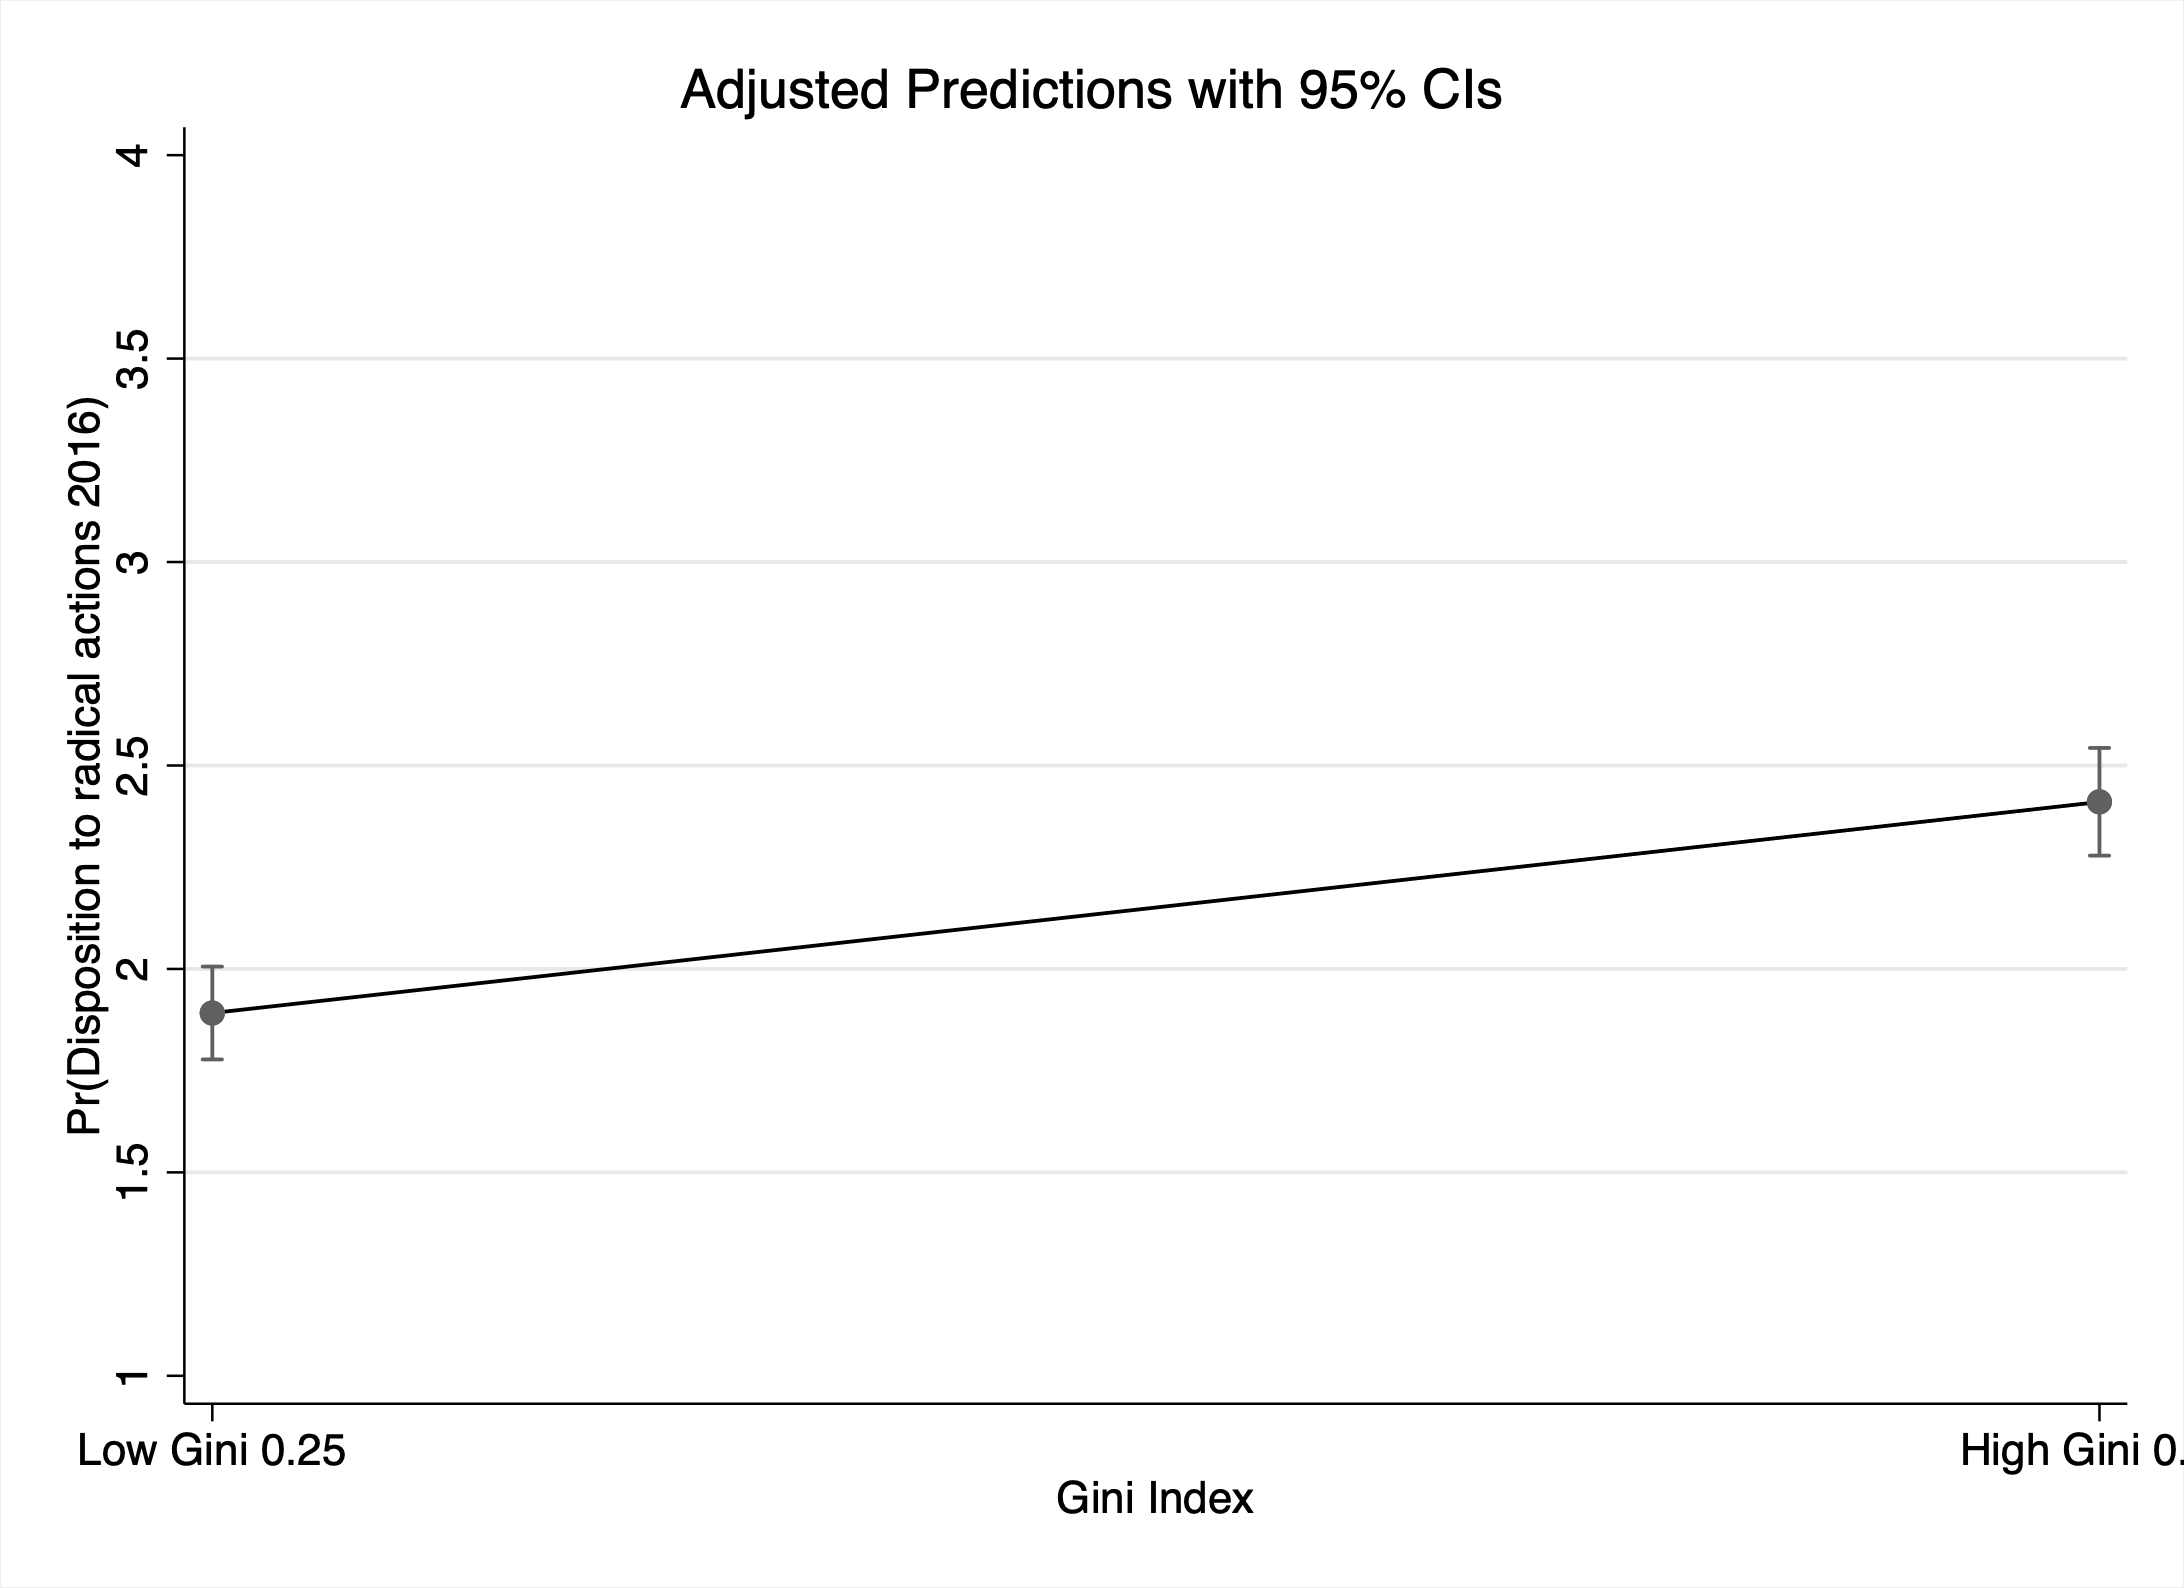 Adjusted Predictions with 95% CIs
Pr(Disposition to radical actions 2016)
4
3.5
3
2.5
2
1.5
1
Low Gini 0.25
High Gini 0.
Gini Index